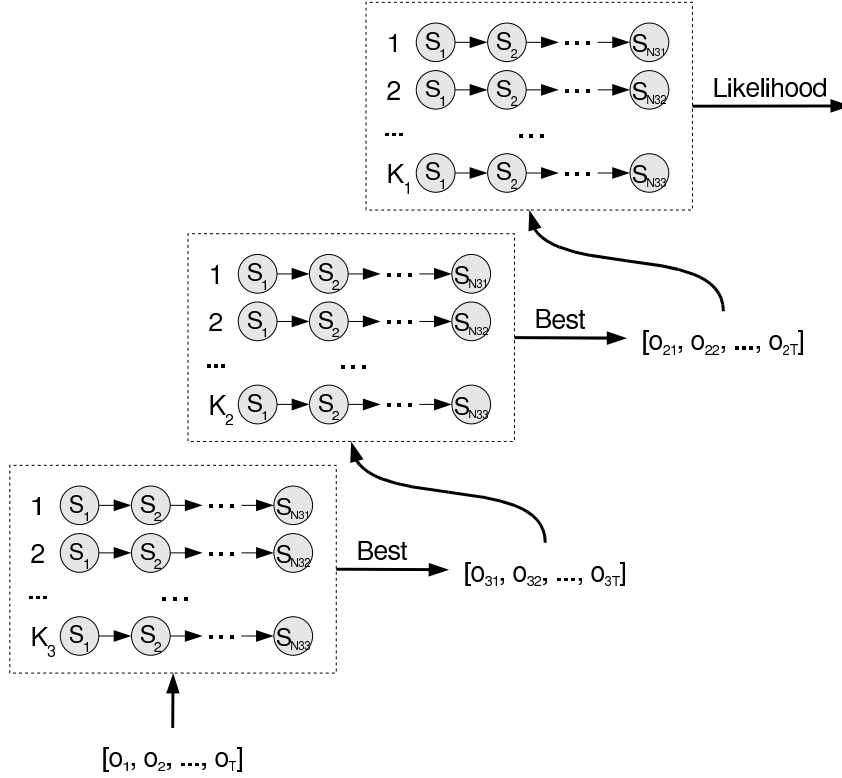 1 S1 S2 ... SN31
2 S1 S2 ... SN32
... ...
K1 S1 S2 ... SN33
Likelihood
1 S1 S2 ... SN31
2 S1 S2 ... SN32
... ...
K2 S1 S2 ... SN33
Best
[o21, o22, ..., o2T]
1 S1 S2 ... SN31
2 S1 S2 ... SN32
... ...
K3 S1 S2 ... SN33
Best
[o31, o32, ..., o3T]
[o1, o2, ..., oT]